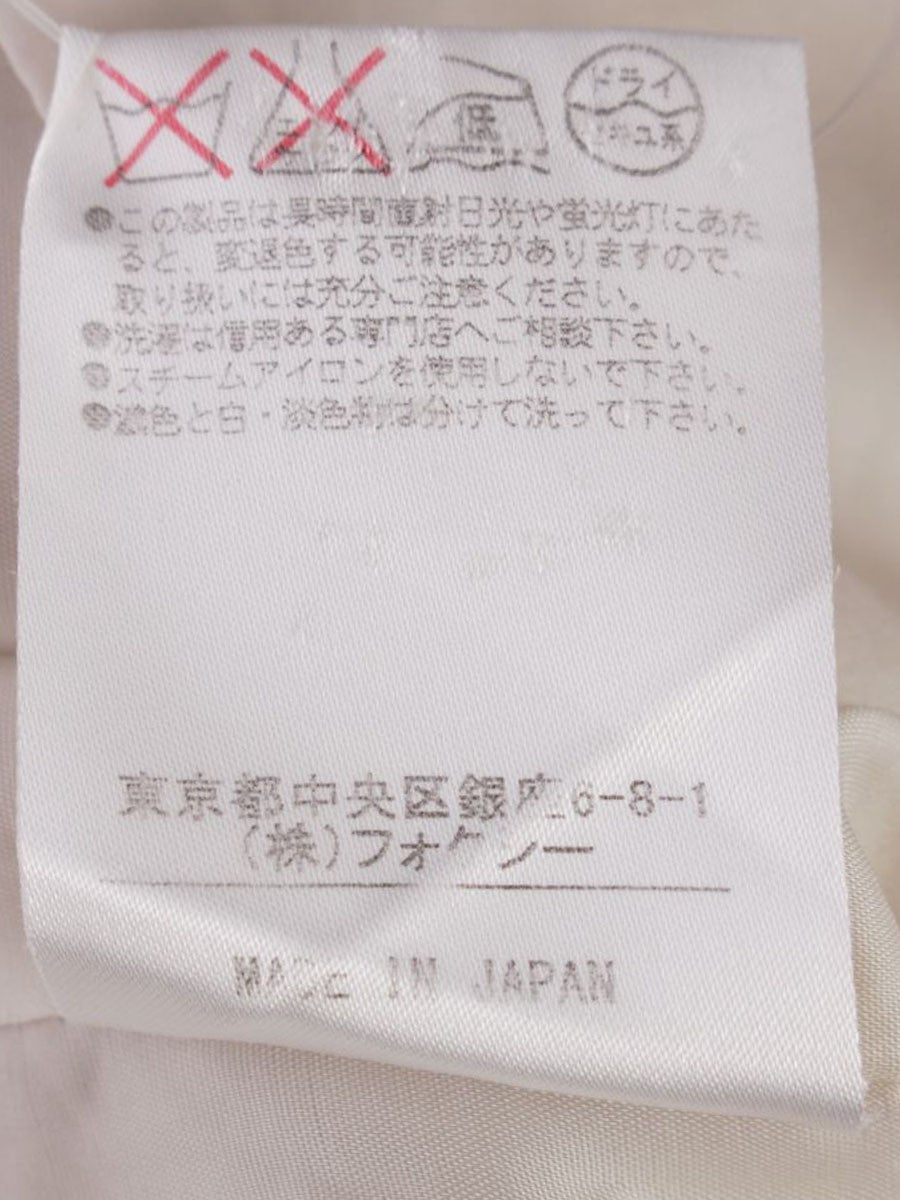 低
ドライ
●この製品は長時間直射日光や蛍光灯にあた
ると、変退色する可能性がありますので、
取り扱いには充分ご注意ください。
●洗濯は信用ある専門店へご相談下さい。
●スチームアイロンを使用しないで下さい。
●濃色と白・淡色物は分けて洗って下さい。
東京都中央区銀座6-8-1
(株)フォクシー
MADE IN JAPAN